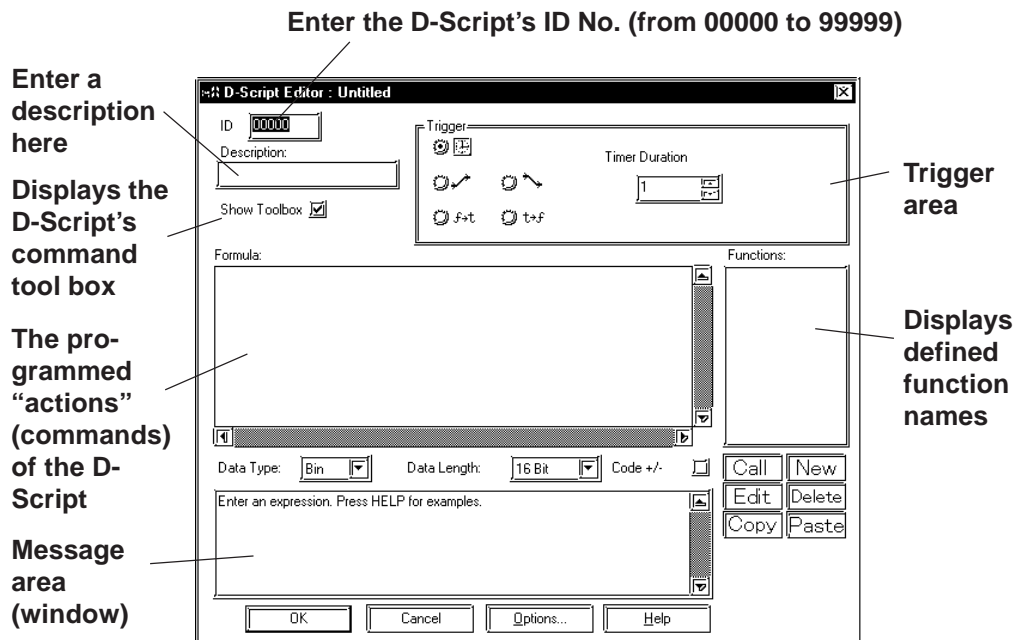 Enter the D-Script’s ID No. (from 00000 to 99999)
Enter a
description
here
Displays the
D-Script’s
command
tool box
The pro-
grammed
“actions”
(commands)
of the D-
Script
Message
area
(window)
D-Script Editor : Untitled
ID 00000
Description:
Show Toolbox
Trigger
Timer Duration
1
f→t
t→f
Formula:
Functions:
Data Type: Bin Data Length: 16 Bit Code +/-
Enter an expression. Press HELP for examples.
Call New
Edit Delete
Copy Paste
OK Cancel Options... Help
Trigger
area
Displays
defined
function
names